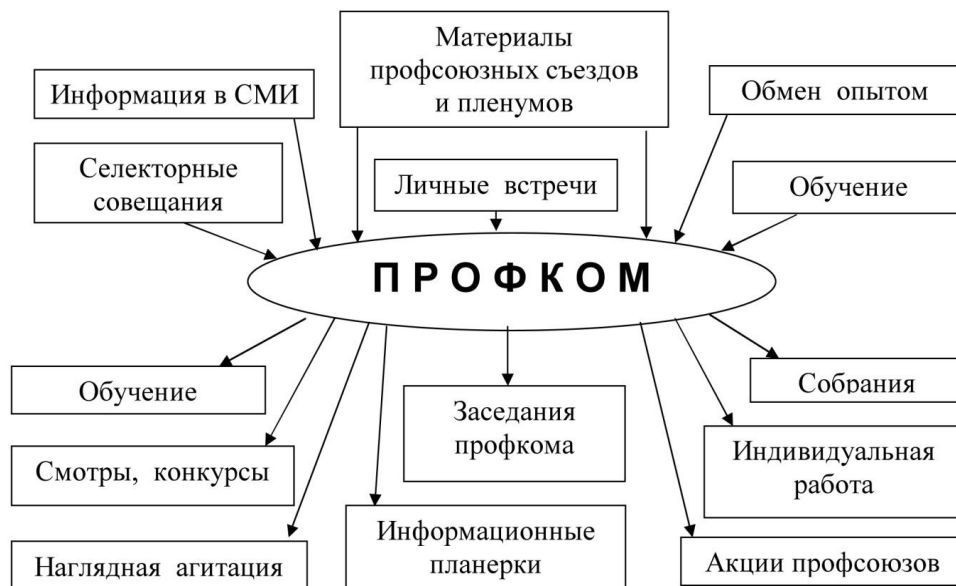 Материалы
профсоюзных съездов
и пленумов
Информация в СМИ
Обмен опытом
Селекторные
совещания
Личные встречи
Обучение
ПРОФКОМ
Обучение
Заседания
профкома
Собрания
Смотры, конкурсы
Индивидуальная
работа
Наглядная агитация
Информационные
планерки
Акции профсоюзов